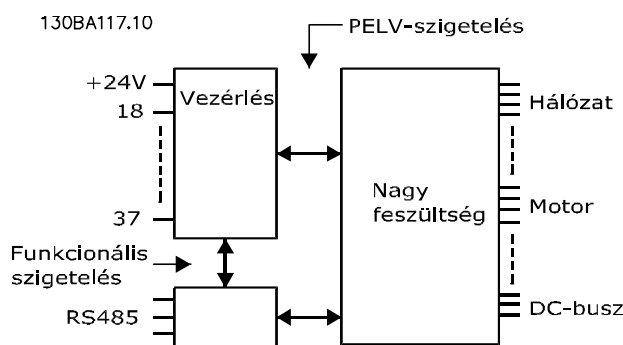 130BA117.10
PELV-szigetelés
+24V
18
Vezérlés
Hálózat
37
Nagy
feszültség
Motor
Funkcionális
szigetelés
RS485
DC-busz